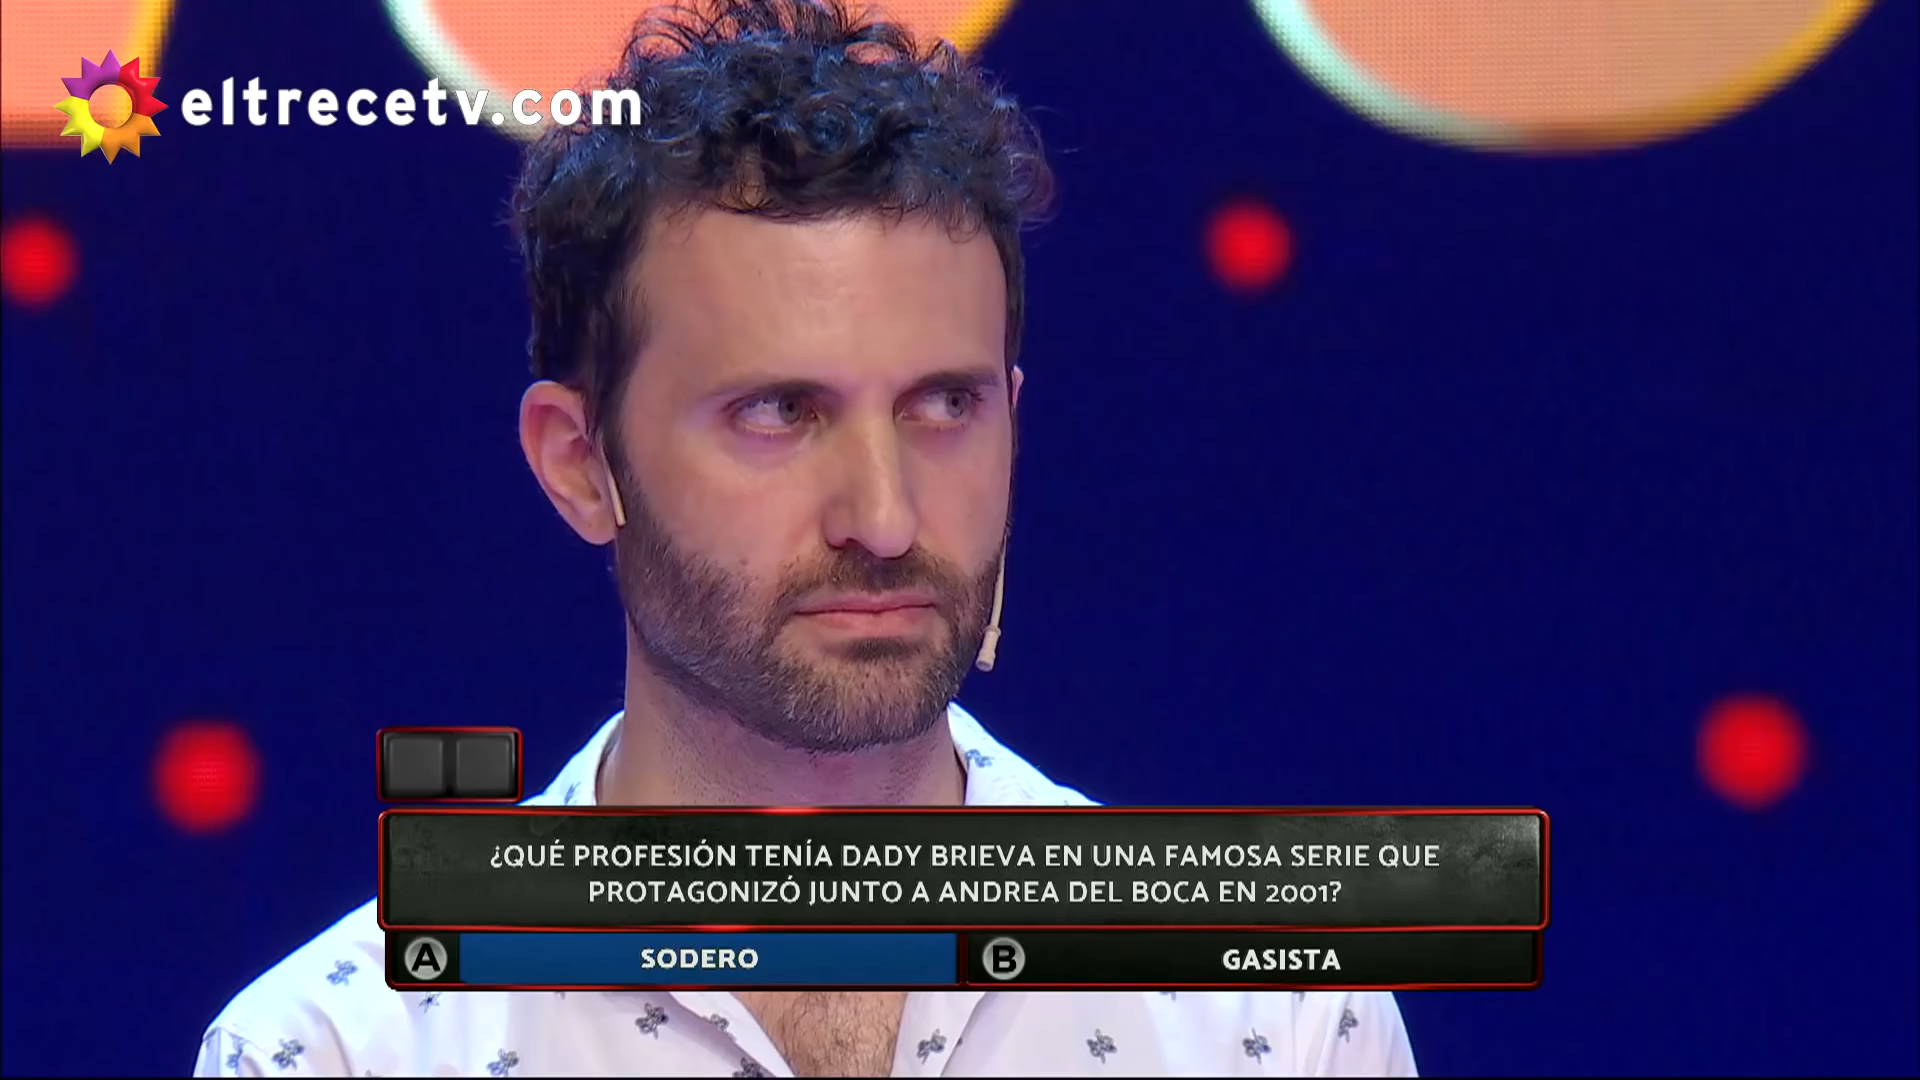 eltrecetv.com
¿QUÉ PROFESIÓN TENÍA DADY BRIEVA EN UNA FAMOSA SERIE QUE
PROTAGONIZÓ JUNTO A ANDREA DEL BOCA EN 2001?
A SODERO B GASISTA